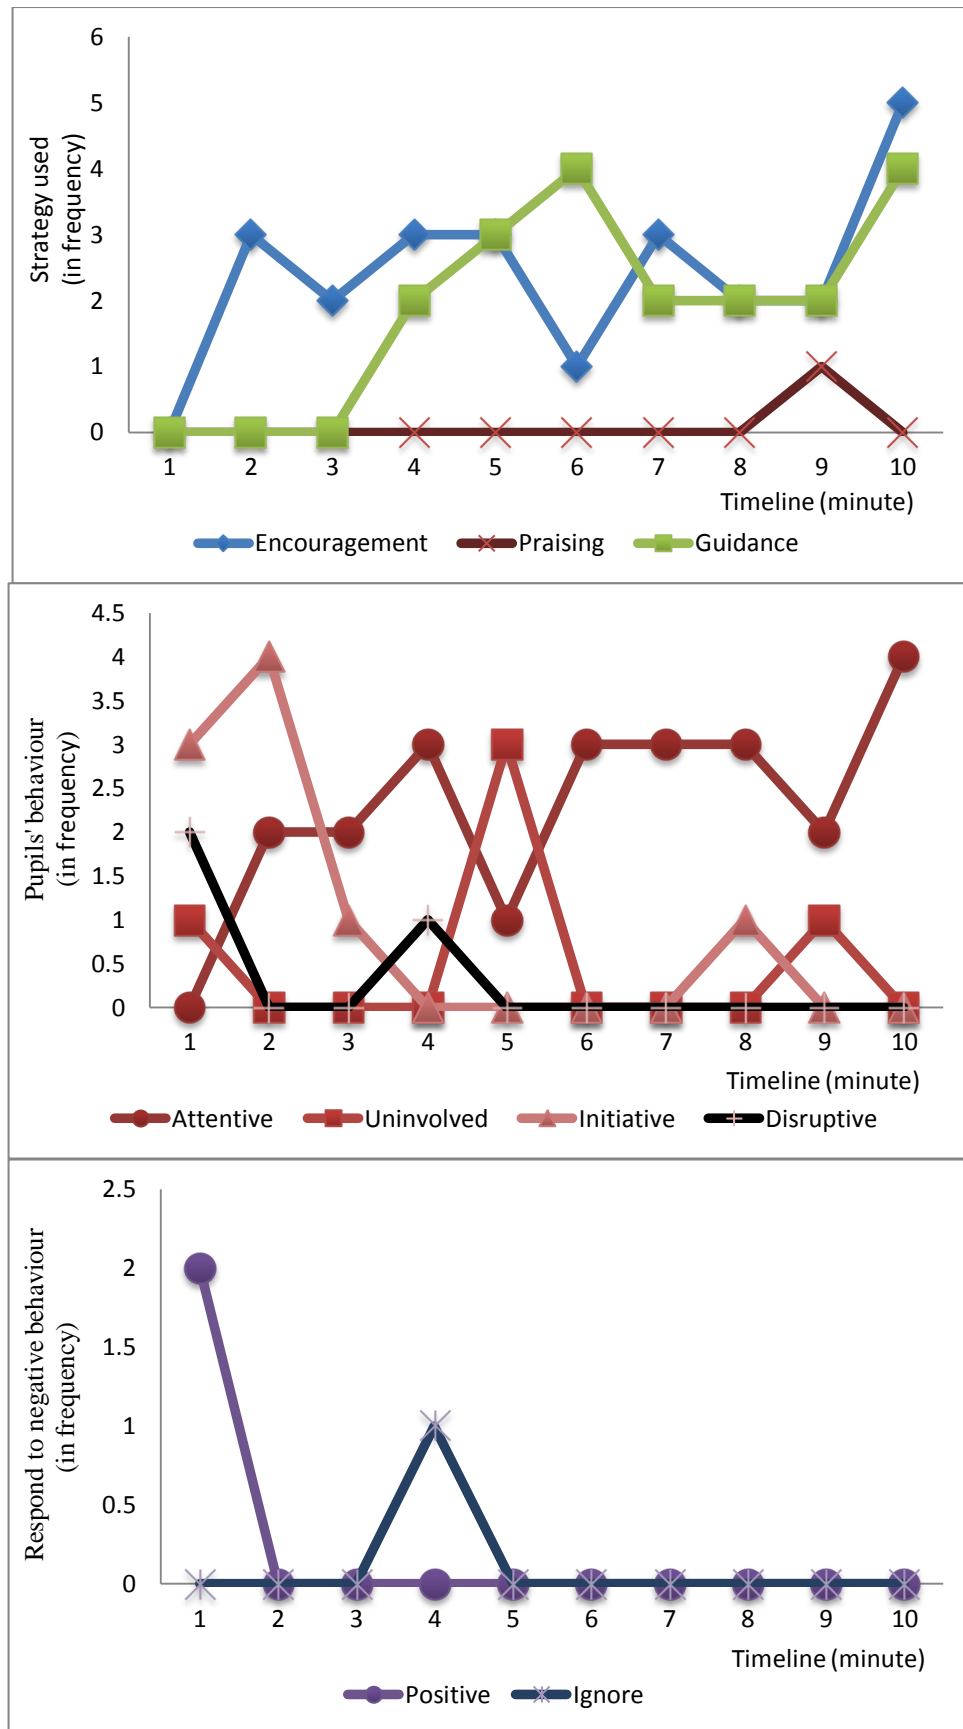 6
5
4
3
2
1
0
Strategy used
(in frequency)
1 2 3 4 5 6 7 8 9 10
Timeline (minute)
Encouragement Praising Guidance
4.5
4
3.5
3
2.5
2
1.5
1
0.5
0
Pupils' behaviour
(in frequency)
1 2 3 4 5 6 7 8 9 10
Timeline (minute)
Attentive Uninvolved Initiative Disruptive
2.5
2
1.5
1
0.5
0
Respond to negative behaviour
(in frequency)
1 2 3 4 5 6 7 8 9 10
Timeline (minute)
Positive Ignore